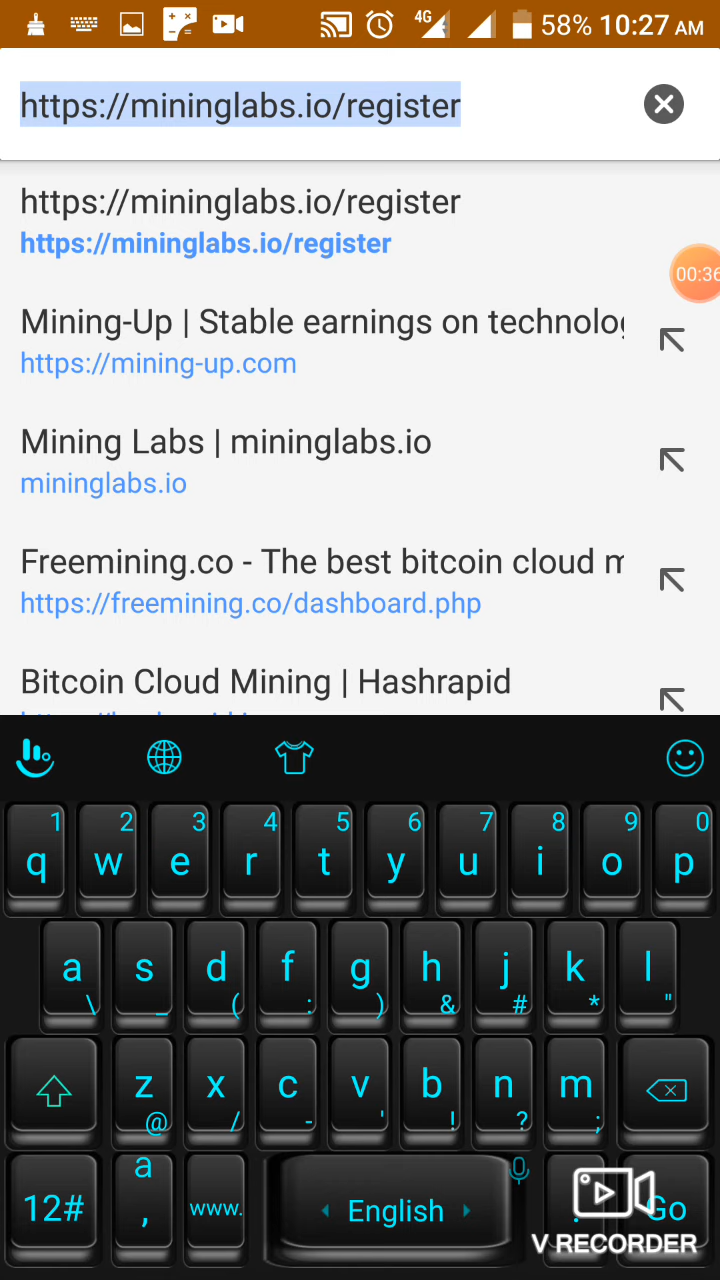 4G 58% 10:27 AM
https://mininglabs.io/register
https://mininglabs.io/register
https://mininglabs.io/register
00:36
Mining-Up | Stable earnings on technolog
https://mining-up.com
Mining Labs | mininglabs.io
mininglabs.io
Freemining.co - The best bitcoin cloud m
https://freemining.co/dashboard.php
Bitcoin Cloud Mining | Hashrapid
1 2 3 4 5 6 7 8 9 0
q w e r t y u i o p
a s d f g h j k l
\ _ ( : ) & # * "
z x c v b n m
@ / - ' ! ? ;
12# a , www. English . Go
V RECORDER